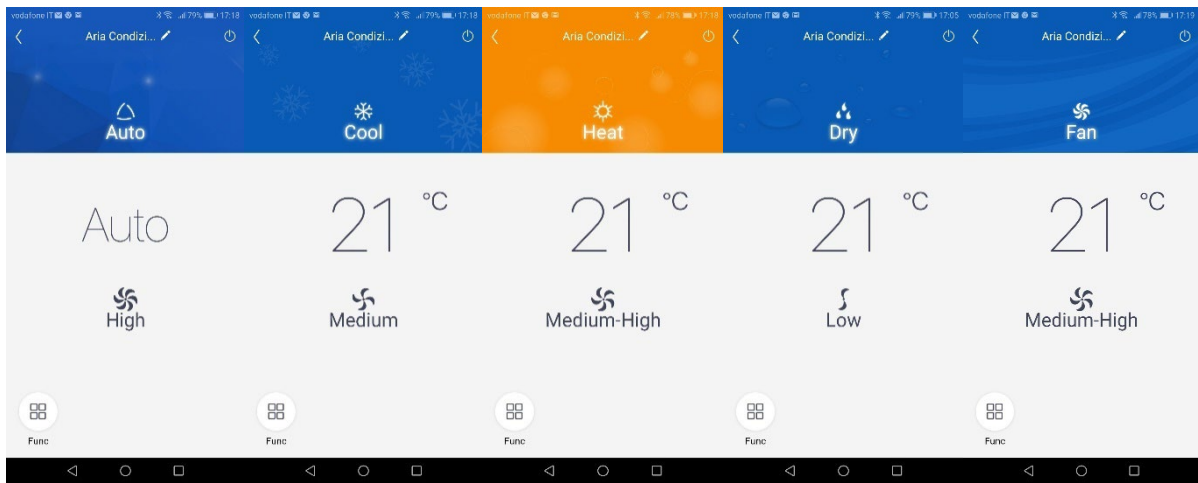 vodafone IT 79% 17:18
Aria Condizi...
Auto
Auto
High
Func
vodafone IT 79% 17:18
Aria Condizi...
Cool
21 °C
Medium
Func
vodafone IT 78% 17:18
Aria Condizi...
Heat
21 °C
Medium-High
Func
vodafone IT 79% 17:05
Aria Condizi...
Dry
21 °C
Low
Func
vodafone IT 78% 17:19
Aria Condizi...
Fan
21 °C
Medium-High
Func